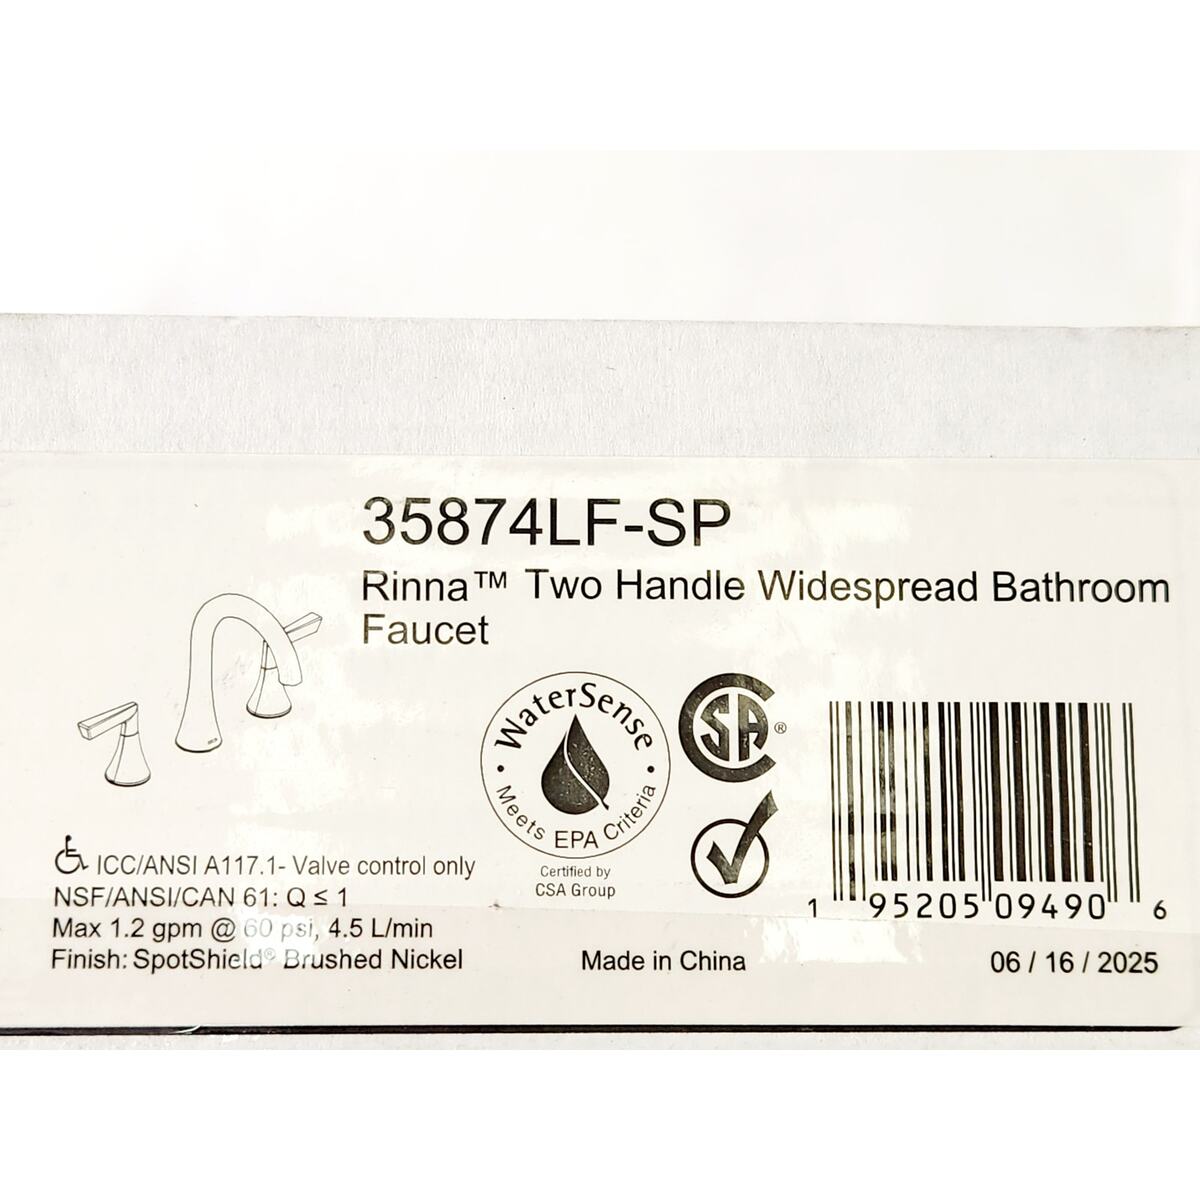 35874LF-SP
Rinna™ Two Handle Widespread Bathroom
Faucet
WaterSense
Meets EPA Criteria
Certified by
CSA Group
CSA ®
ICC/ANSI A117.1- Valve control only
NSF/ANSI/CAN 61: Q ≤ 1
Max 1.2 gpm @ 60 psi, 4.5 L/min
Finish: SpotShield® Brushed Nickel
Made in China
1 95205 09490 6
06 / 16 / 2025